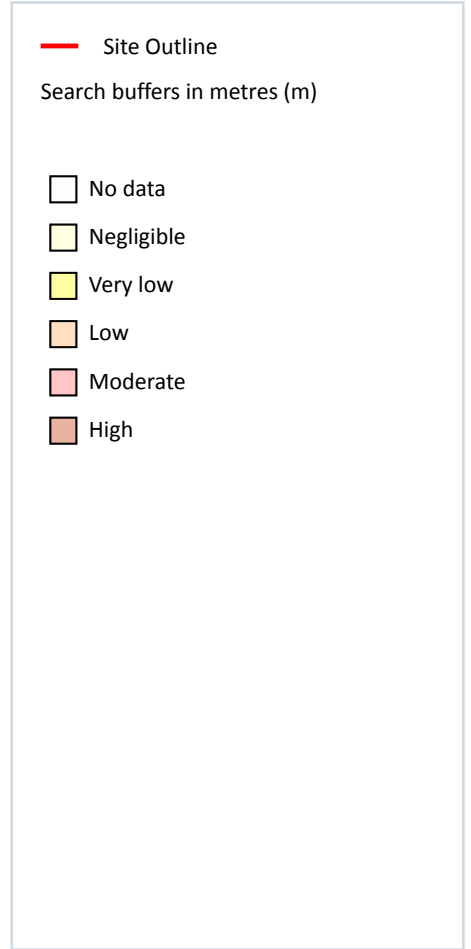 Site Outline
Search buffers in metres (m)
No data
Negligible
Very low
Low
Moderate
High